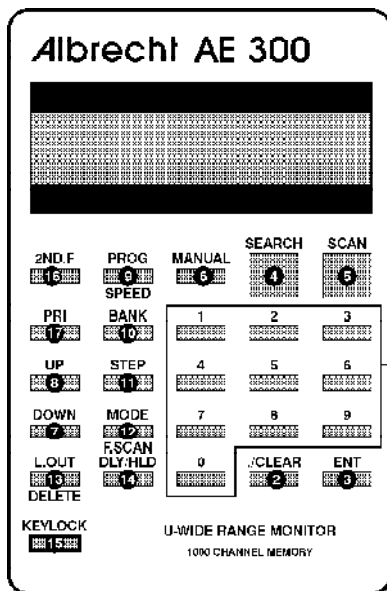 Albrecht AE 300
SEARCH SCAN
2ND.F PROG MANUAL
16 9 6 4 5
SPEED
PRI BANK 1 2 3
17 10
UP STEP 4 5 6
8 11
DOWN MODE 7 8 9
7 12
F.SCAN
L.OUT DLY/HLD 0 ./CLEAR ENT
13 14 2 3
DELETE
KEYLOCK
15
U-WIDE RANGE MONITOR
1000 CHANNEL MEMORY